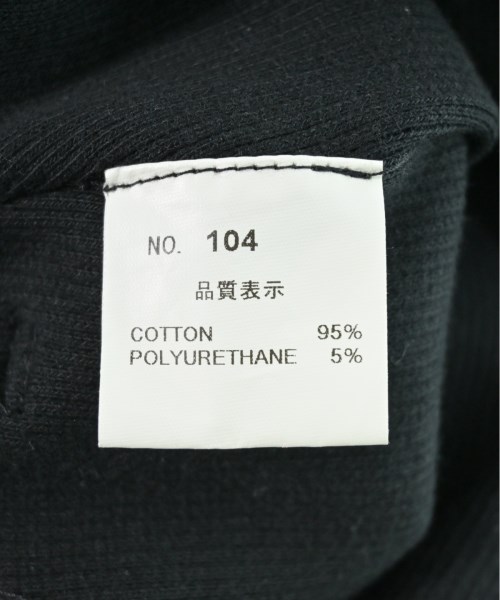 NO. 104
品質表示
COTTON 95%
POLYURETHANE 5%